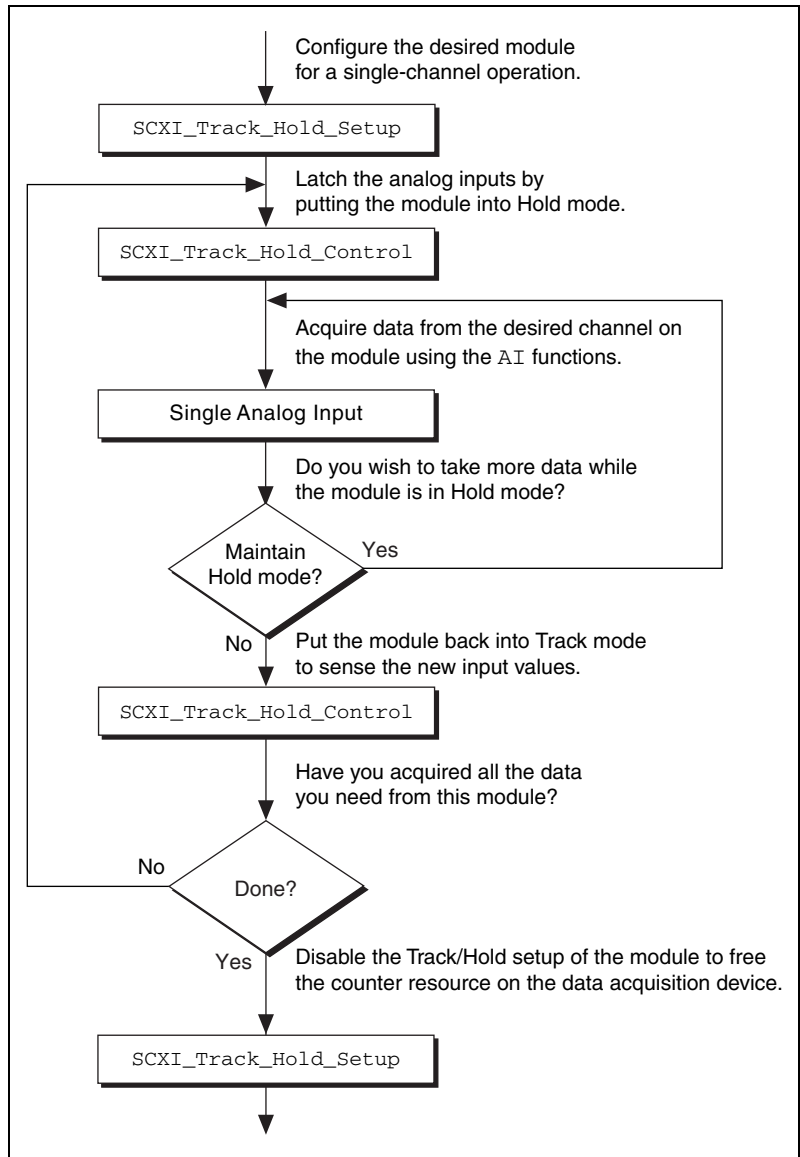 Configure the desired module
for a single-channel operation.
SCXI_Track_Hold_Setup
Latch the analog inputs by
putting the module into Hold mode.
SCXI_Track_Hold_Control
Acquire data from the desired channel on
the module using the AI functions.
Single Analog Input
Do you wish to take more data while
the module is in Hold mode?
Maintain
Hold mode?
Yes
No
Put the module back into Track mode
to sense the new input values.
SCXI_Track_Hold_Control
Have you acquired all the data
you need from this module?
No
Done?
Yes
Disable the Track/Hold setup of the module to free
the counter resource on the data acquisition device.
SCXI_Track_Hold_Setup